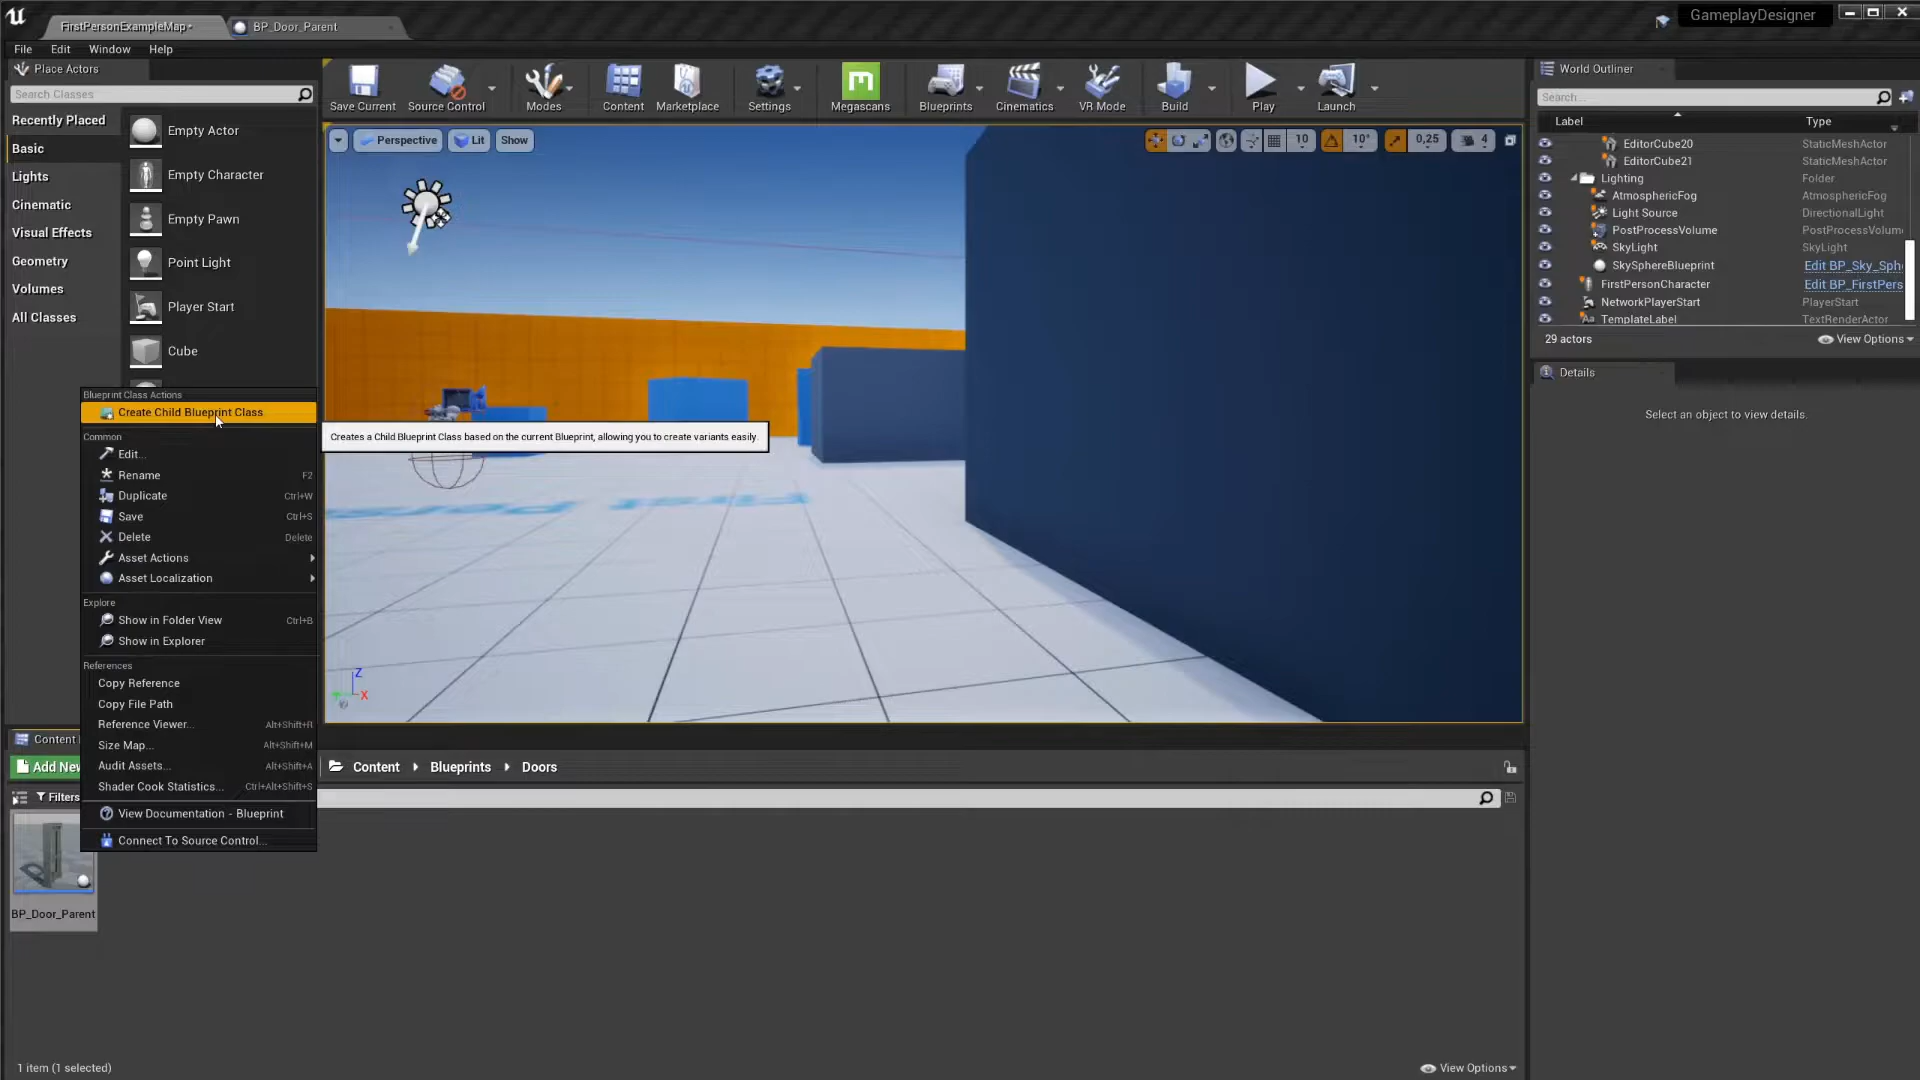 FirstPersonExampleMap•
BP_Door_Parent
GameplayDesigner
File Edit Window Help
Place Actors
Search Classes
Recently Placed
Basic
Lights
Cinematic
Visual Effects
Geometry
Volumes
All Classes
Empty Actor
Empty Character
Empty Pawn
Point Light
Player Start
Cube
Save Current
Source Control
Modes
Content
Marketplace
Settings
Megascans
Blueprints
Cinematics
VR Mode
Build
Play
Launch
Perspective
Lit
Show
10
10°
0,25
4
World Outliner
Search...
Label Type
EditorCube20 StaticMeshActor
EditorCube21 StaticMeshActor
Lighting Folder
AtmosphericFog AtmosphericFog
Light Source DirectionalLight
PostProcessVolume PostProcessVolum
SkyLight SkyLight
SkySphereBlueprint Edit BP_Sky_Sph
FirstPersonCharacter Edit BP_FirstPers
NetworkPlayerStart PlayerStart
TemplateLabel TextRenderActor
29 actors
View Options
Details
Select an object to view details.
Blueprint Class Actions
Create Child Blueprint Class
Creates a Child Blueprint Class based on the current Blueprint, allowing you to create variants easily.
Common
Edit...
Rename F2
Duplicate Ctrl+W
Save Ctrl+S
Delete Delete
Asset Actions
Asset Localization
Explore
Show in Folder View Ctrl+B
Show in Explorer
References
Copy Reference
Copy File Path
Reference Viewer... Alt+Shift+R
Size Map... Alt+Shift+M
Audit Assets... Alt+Shift+A
Shader Cook Statistics... Ctrl+Alt+Shift+S
View Documentation - Blueprint
Connect To Source Control...
Z
X
Content
Add New
Content Blueprints Doors
Filters
BP_Door_Parent
1 item (1 selected)
View Options